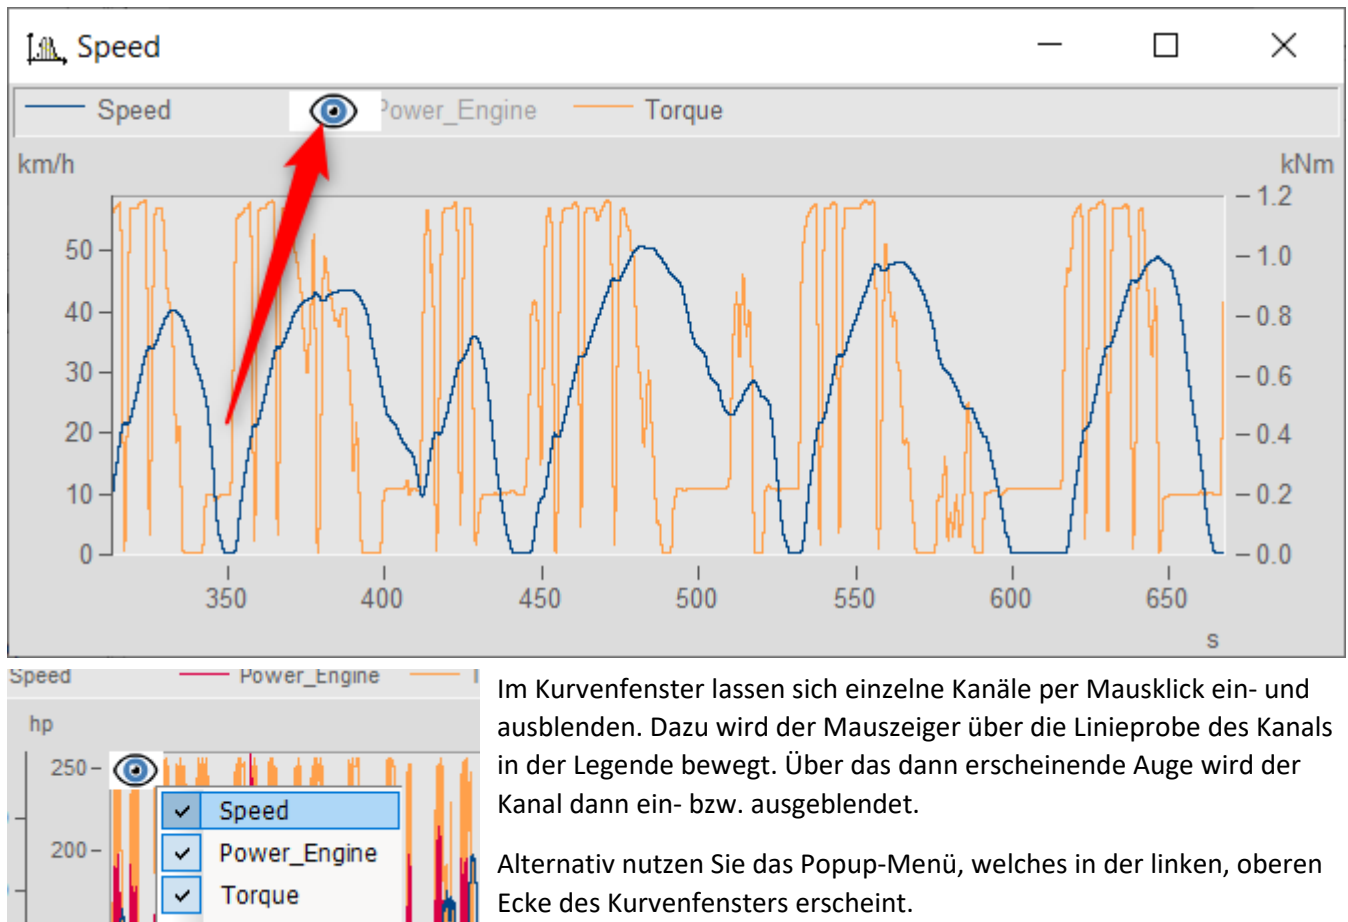 Speed
Speed Power_Engine Torque
km/h kNm
1.2
50
1.0
40
0.8
30
0.6
20
0.4
10
0.2
0
0.0
350 400 450 500 550 600 650
s
Speed Power_Engine T
hp
250
Speed
200
Power_Engine
Torque
Im Kurvenfenster lassen sich einzelne Kanäle per Mausklick ein- und
ausblenden. Dazu wird der Mauszeiger über die Linieprobe des Kanals
in der Legende bewegt. Über das dann erscheinende Auge wird der
Kanal dann ein- bzw. ausgeblendet.
Alternativ nutzen Sie das Popup-Menü, welches in der linken, oberen
Ecke des Kurvenfensters erscheint.